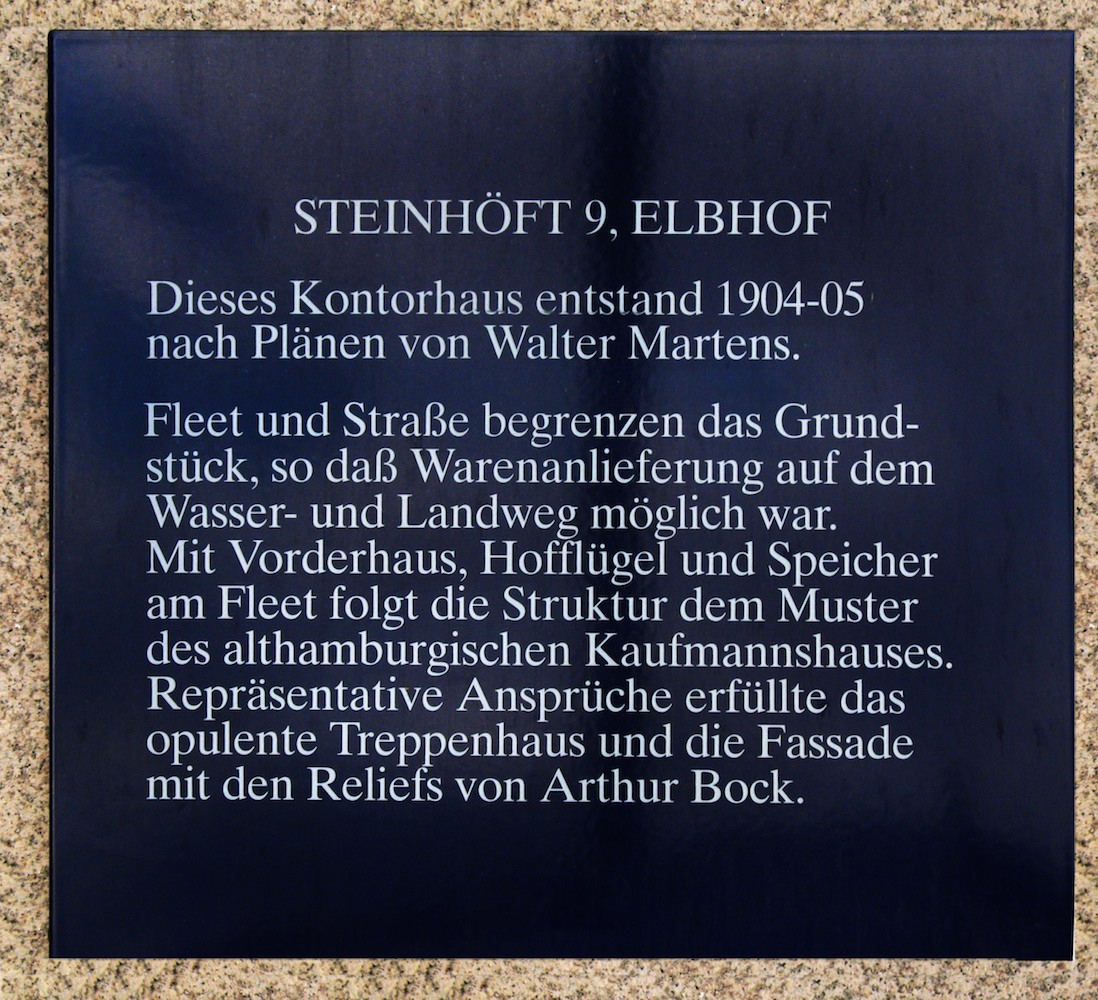 STEINHÖFT 9, ELBHOF
Dieses Kontorhaus entstand 1904-05
nach Plänen von Walter Martens.
Fleet und Straße begrenzen das Grund-
stück, so daß Warenanlieferung auf dem
Wasser- und Landweg möglich war.
Mit Vorderhaus, Hofflügel und Speicher
am Fleet folgt die Struktur dem Muster
des althamburgischen Kaufmannshauses.
Repräsentative Ansprüche erfüllte das
opulente Treppenhaus und die Fassade
mit den Reliefs von Arthur Bock.